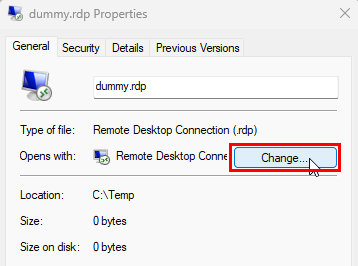 dummy.rdp Properties
General Security Details Previous Versions
dummy.rdp
Type of file: Remote Desktop Connection (.rdp)
Opens with: Remote Desktop Conne Change...
Location: C:\Temp
Size: 0 bytes
Size on disk: 0 bytes